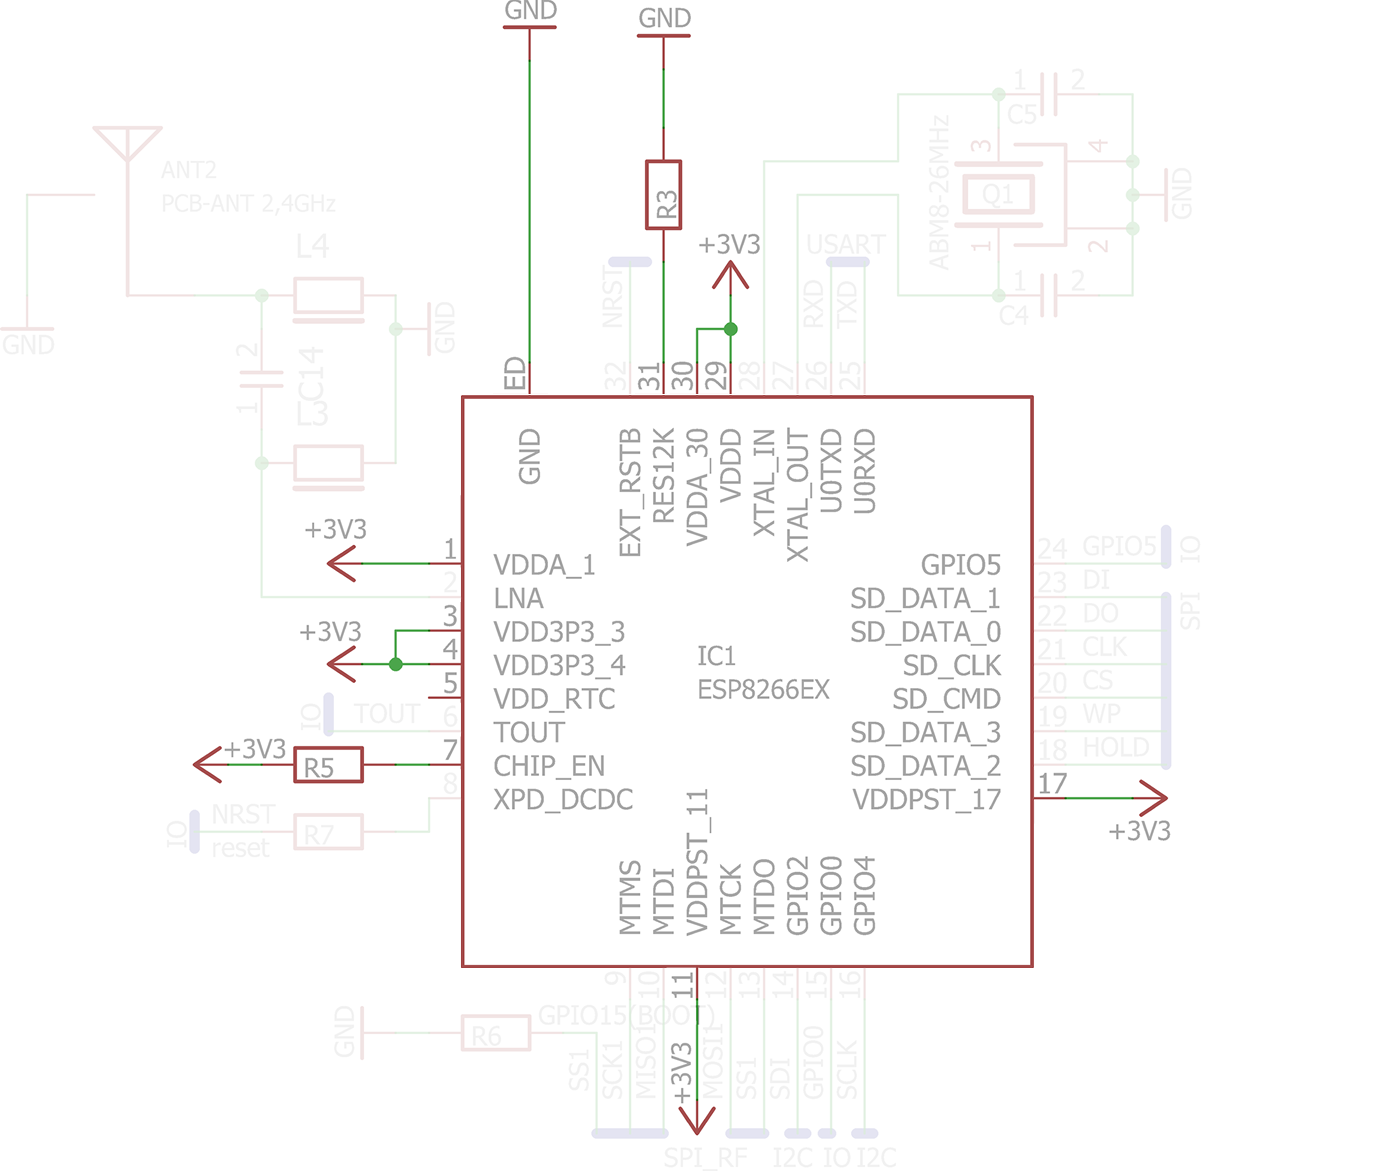 GND
GND
ANT2
PCB-ANT 2,4GHz
L4
GND
GND
2
1
C14
L3
R3
+3V3
NRST
USART
RXD
TXD
1
2
C5
3
4
ABM8-26MHz
Q1
GND
1
2
1
2
C4
ED
32
31
30
29
28
27
26
25
GND
EXT_RSTB
RES12K
VDDA_30
VDDD
XTAL_IN
XTAL_OUT
U0TXD
U0RXD
+3V3
1
VDDA_1
2
LNA
+3V3
3
VDD3P3_3
4
VDD3P3_4
5
VDD_RTC
IO
TOUT
6
TOUT
+3V3
R5
7
CHIP_EN
8
XPD_DCDC
IO
NRST
reset
R7
IC1
ESP8266EX
GPIO5
24
GPIO5
IO
SD_DATA_1
23
DI
SPI
SD_DATA_0
22
DO
SD_CLK
21
CLK
SD_CMD
20
CS
SD_DATA_3
19
WP
SD_DATA_2
18
HOLD
VDDPST_17
17
+3V3
MTMS
MTDI
VDDPST_11
MTCK
MTDO
GPIO2
GPIO0
GPIO4
9
10
11
12
13
14
15
16
GND
R6
GPIO15(BOOT)
SS1
SCK1
MISO1
+3V3
MOSI1
SS1
SDI
GPIO0
SCLK
SPI_RF
I2C
IO
I2C